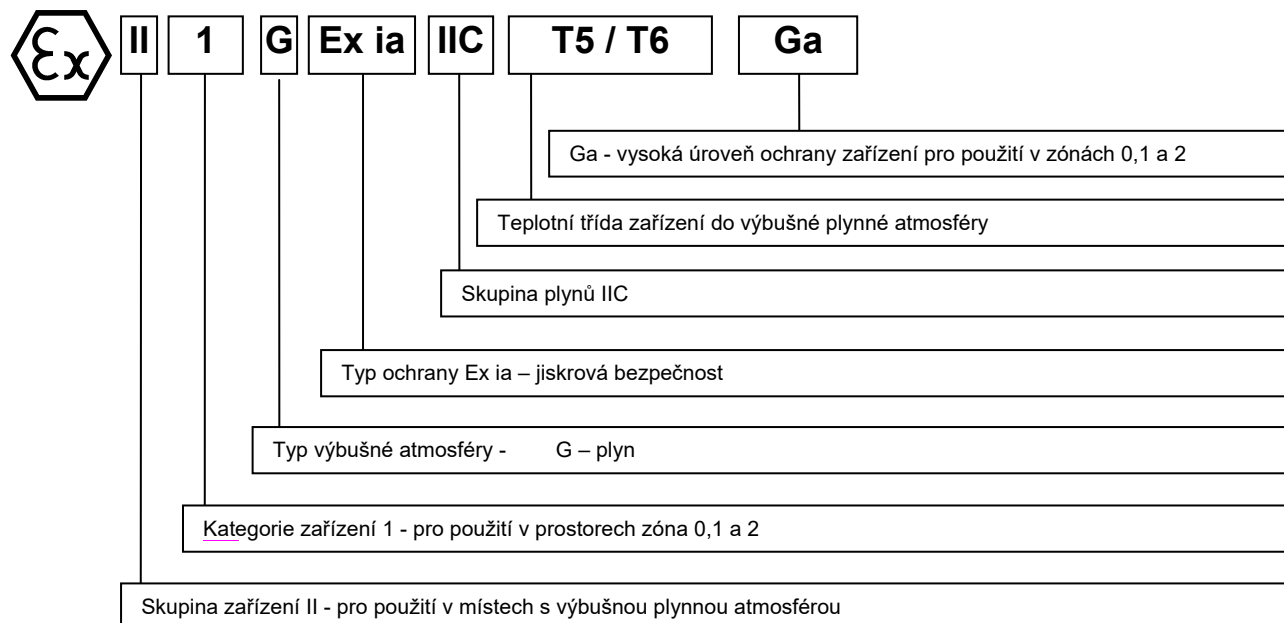 Ex II 1 G Ex ia IIC T5 / T6 Ga
Ga - vysoká úroveň ochrany zařízení pro použití v zónách 0,1 a 2
Teplotní třída zařízení do výbušné plynné atmosféry
Skupina plynů IIC
Typ ochrany Ex ia – jiskrová bezpečnost
Typ výbušné atmosféry - G – plyn
Kategorie zařízení 1 - pro použití v prostorech zóna 0,1 a 2
Skupina zařízení II - pro použití v místech s výbušnou plynnou atmosférou